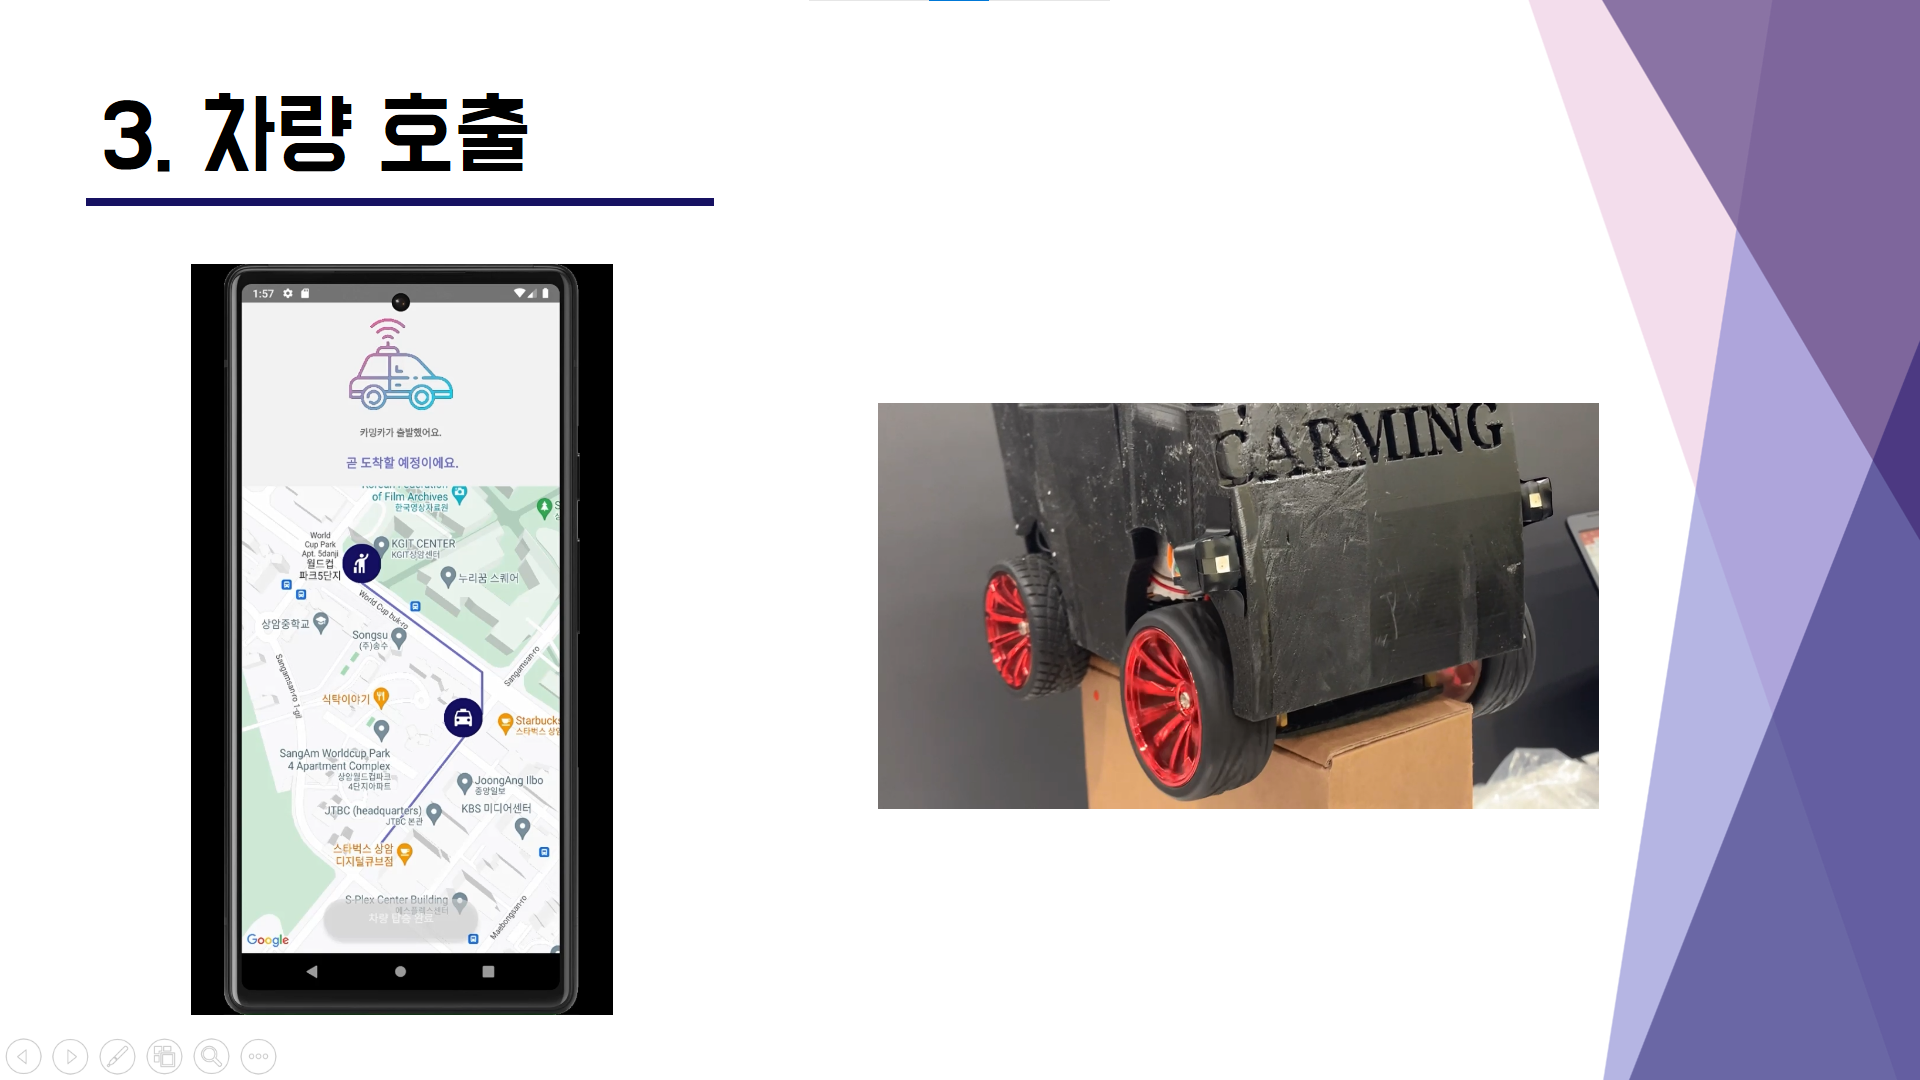 3. 차량 호출
1:57
카밍카가 출발했어요.
곧 도착할 예정이에요.
of Film Archives
한국영상자료원
World
Cup Park
Apt. 5danji
월드컵
파크5단지
KGIT CENTER
KGIT상암센터
누리꿈 스퀘어
World Cup buk-ro
상암중학교
Songsu
(주)송수
Sangamsan-ro
Sangamsan-ro 1-gil
식탁이야기
Starbucks
스타벅스 상암
SangAm Worldcup Park
4 Apartment Complex
상암월드컵파크
4단지아파트
JoongAng Ilbo
중앙일보
JTBC (headquarters)
JTBC 본관
KBS 미디어센터
스타벅스 상암
디지털큐브점
S-Plex Center Building
에스플렉스센터
차량 탑승 완료
Maebongsan-ro
Google
CARMING